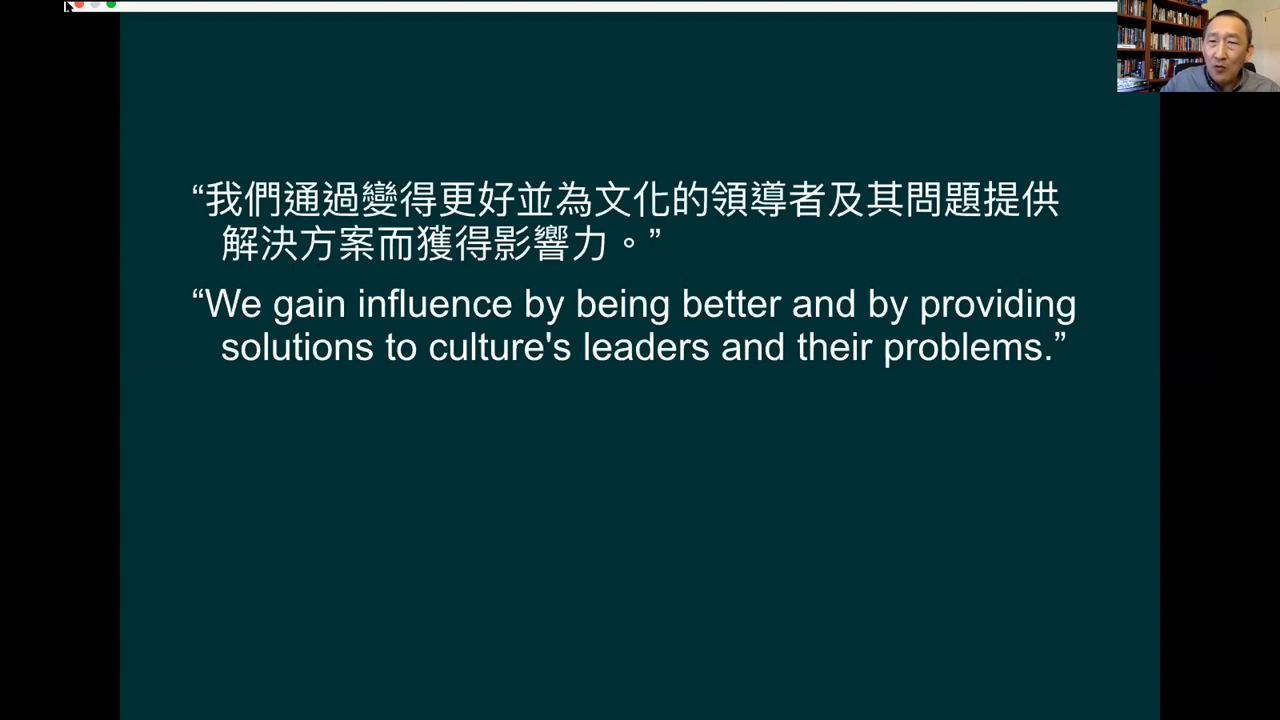 “我們通過變得更好並為文化的領導者及其問題提供
解決方案而獲得影響力。”
“We gain influence by being better and by providing
solutions to culture's leaders and their problems.”